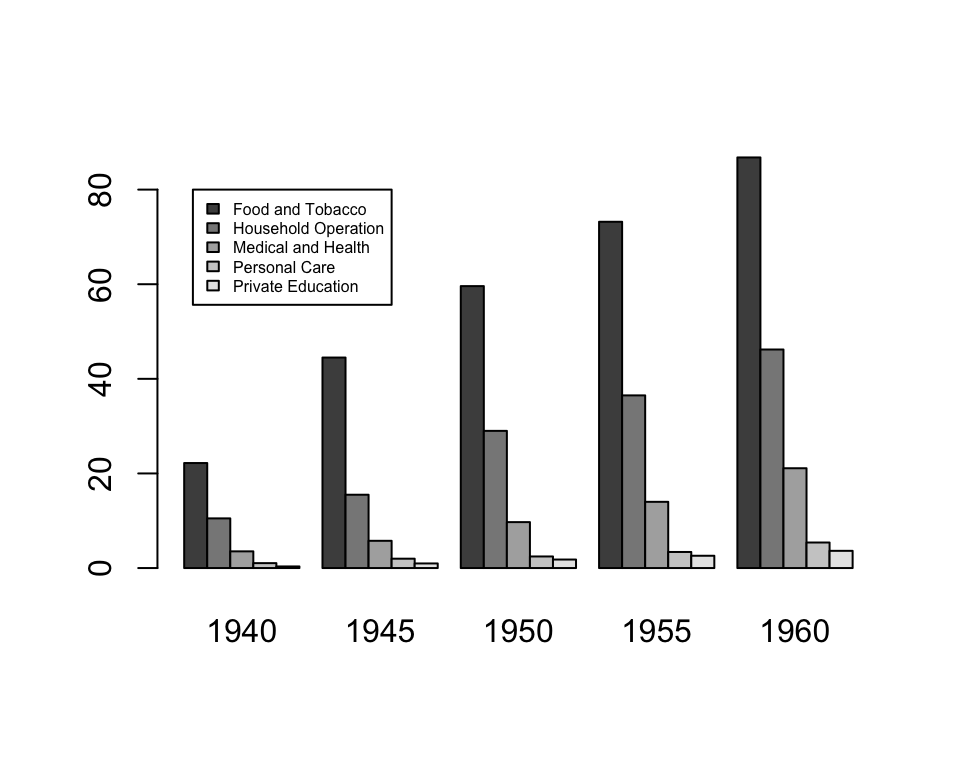 80
60
40
20
0
Food and Tobacco
Household Operation
Medical and Health
Personal Care
Private Education
1940 1945 1950 1955 1960